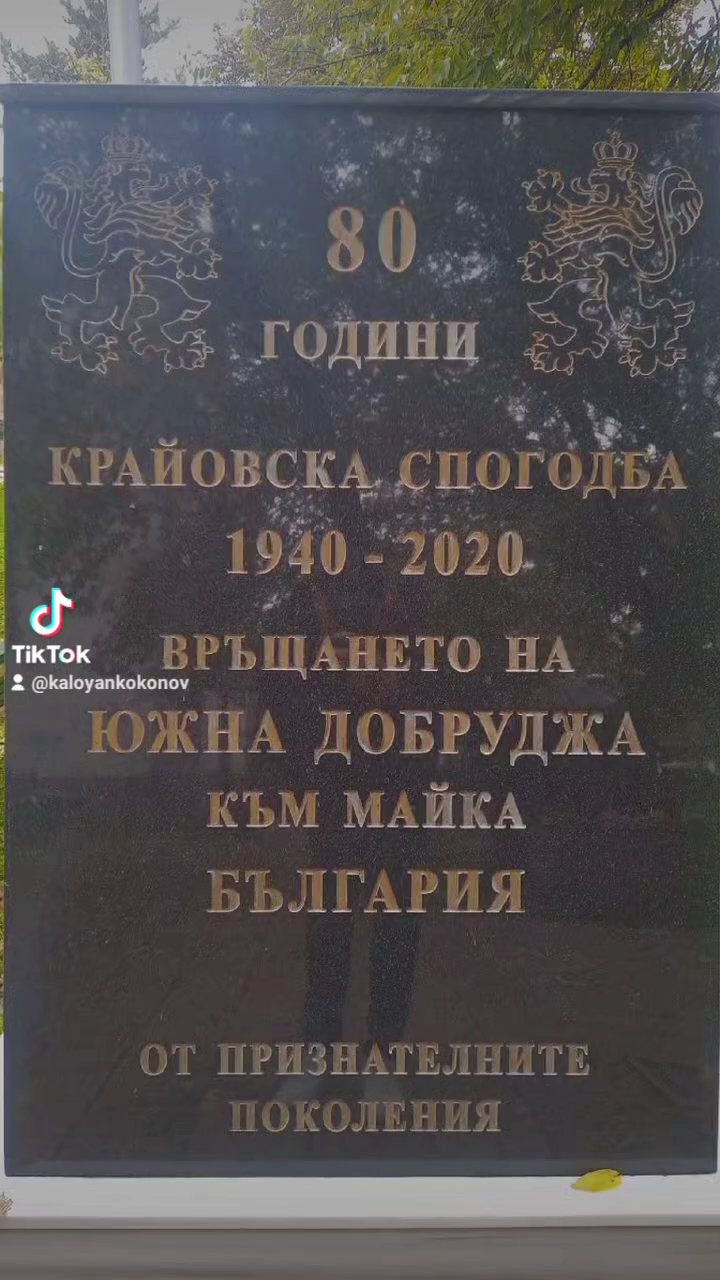 80
ГОДИНИ
КРАЙОВСКА СПОГОДБА
1940 - 2020
ВРЪЩАНЕТО НА
ЮЖНА ДОБРУДЖА
КЪМ МАЙКА
БЪЛГАРИЯ
ОТ ПРИЗНАТЕЛНИТЕ
ПОКОЛЕНИЯ
TikTok
@kaloyankokonov